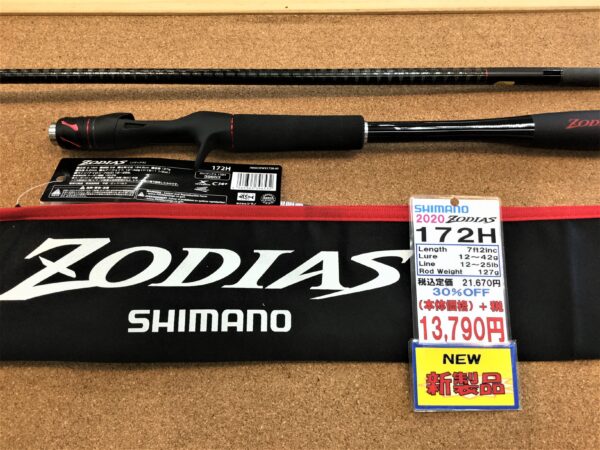 ZODIAS
ZODIAS
172H
ZODIAS
SHIMANO
SHIMANO
2020 ZODIAS
172H
Length 7ft2inc
Lure 12〜42g
Line 12〜25lb
Rod Weight 127g
税込定価 21,670円
30%OFF
(本体価格)+税
13,790円
NEW
新製品